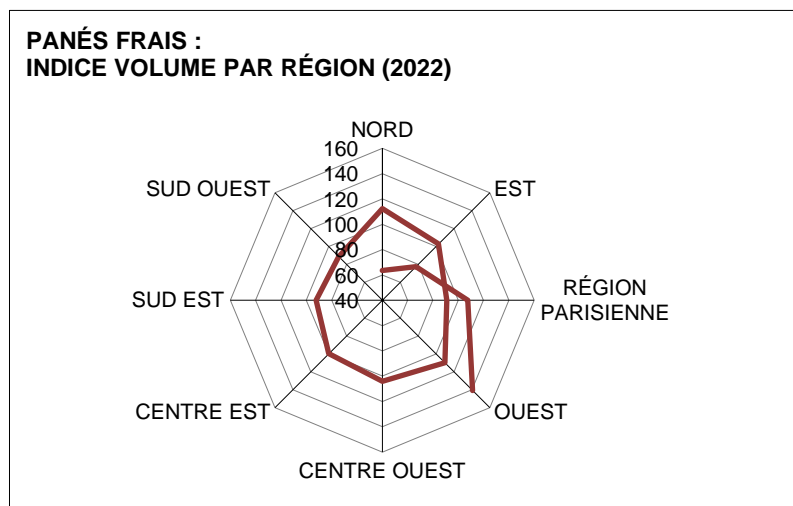 PANÉS FRAIS :
INDICE VOLUME PAR RÉGION (2022)
NORD
160
140
120
100
80
60
40
EST
RÉGION
PARISIENNE
OUEST
CENTRE OUEST
CENTRE EST
SUD EST
SUD OUEST